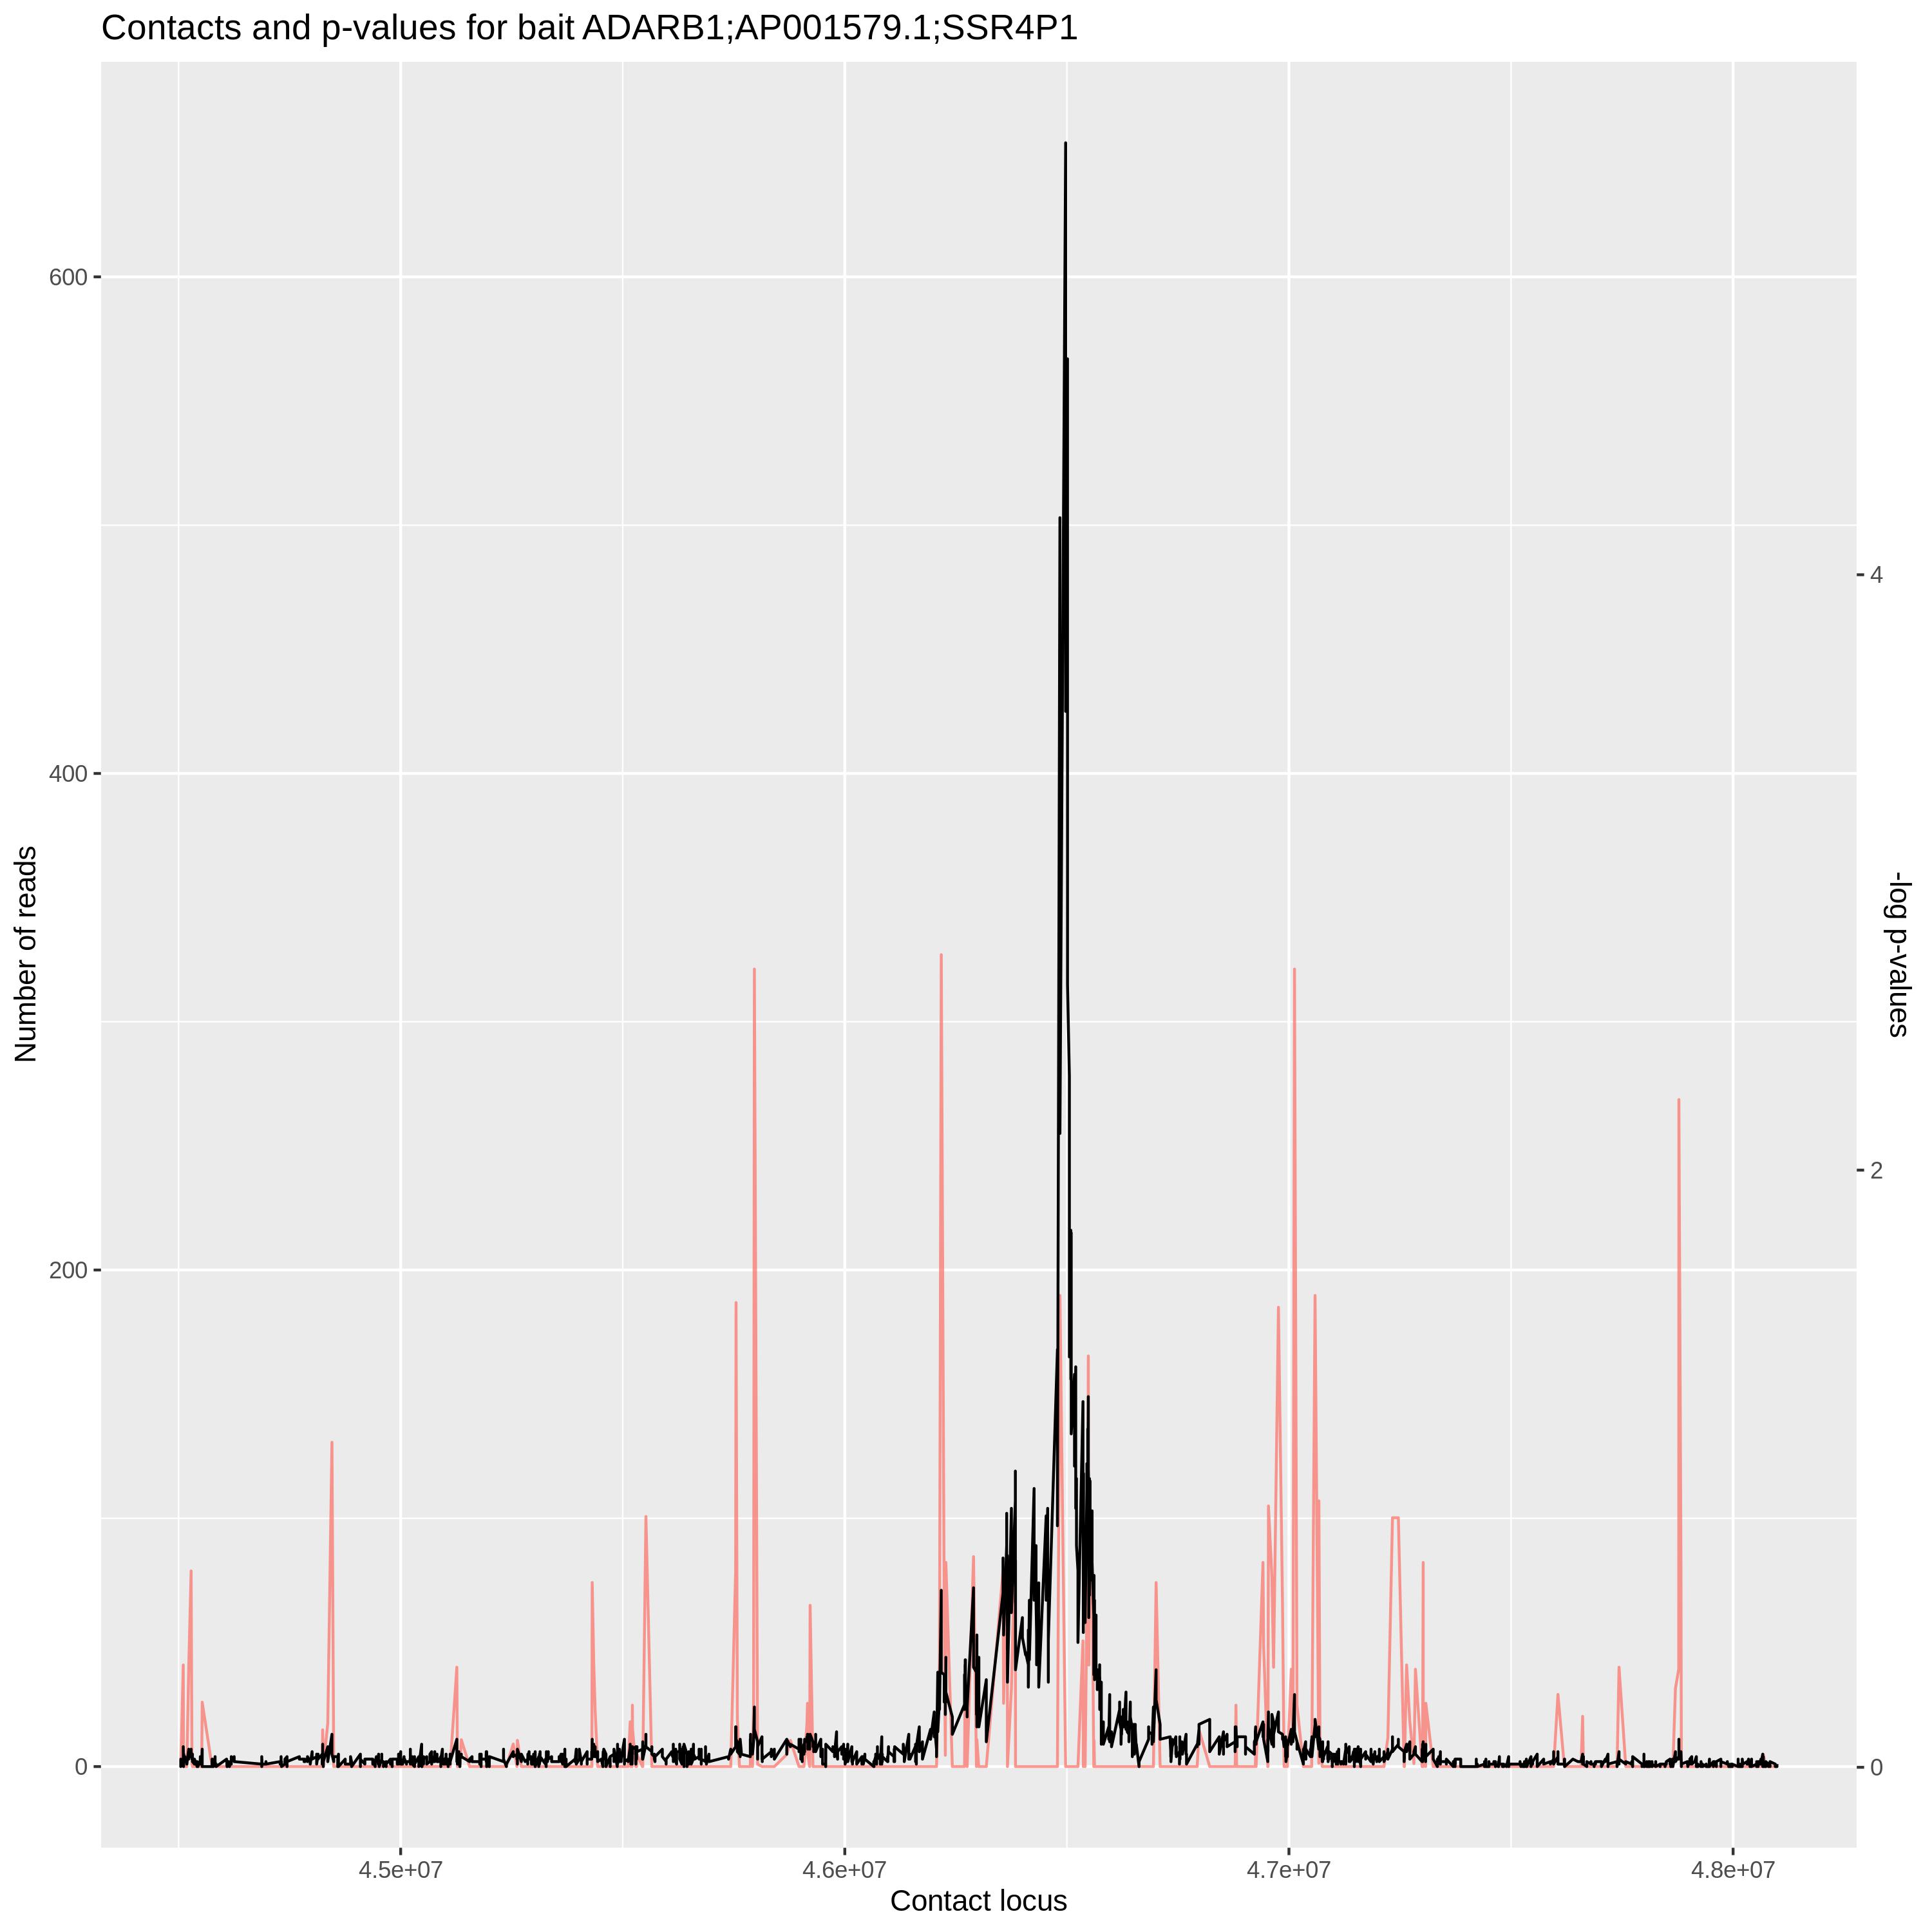 Contacts and p-values for bait ADARB1;AP001579.1;SSR4P1
600
400
200
0
Number of reads
4
2
0
-log p-values
4.5e+07
4.6e+07
4.7e+07
4.8e+07
Contact locus